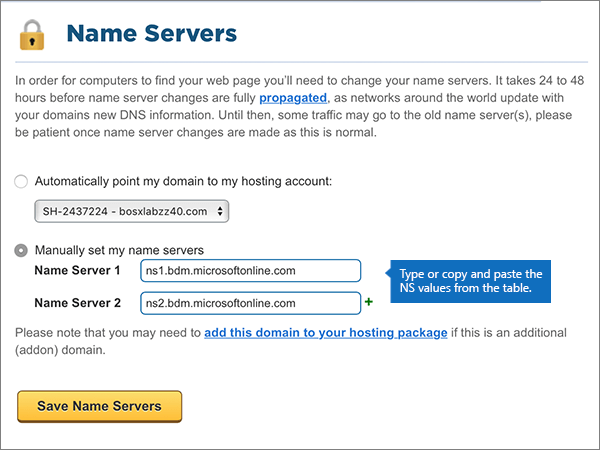 Name Servers
In order for computers to find your web page you'll need to change your name servers. It takes 24 to 48
hours before name server changes are fully propagated, as networks around the world update with
your domains new DNS information. Until then, some traffic may go to the old name server(s), please
be patient once name server changes are made as this is normal.
Automatically point my domain to my hosting account:
SH-2437224 - bosxlabzz40.com
Manually set my name servers
Name Server 1 ns1.bdm.microsoftonline.com
Type or copy and paste the
NS values from the table.
Name Server 2 ns2.bdm.microsoftonline.com +
Please note that you may need to add this domain to your hosting package if this is an additional
(addon) domain.
Save Name Servers